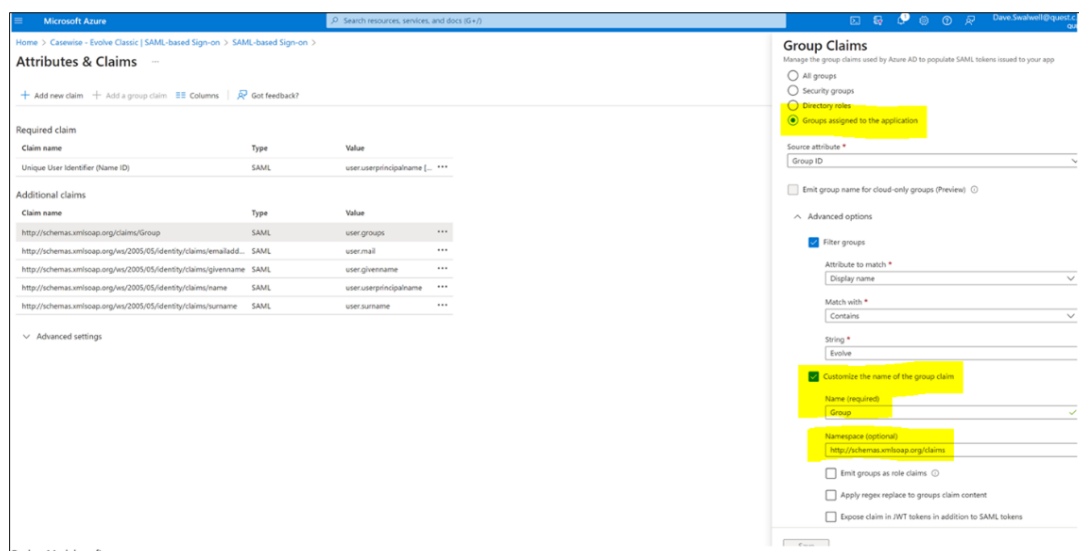 Microsoft Azure
Search resources, services, and docs (G+/)
Dave.Swalwell@quest.c
Home > Casewise - Evolve Classic | SAML-based Sign-on > SAML-based Sign-on >
Attributes & Claims
+ Add new claim + Add a group claim Columns | Got feedback?
Required claim
Claim name Type Value
Unique User Identifier (Name ID) SAML user.userprincipalname [... •••
Additional claims
Claim name Type Value
http://schemas.xmlsoap.org/claims/Group SAML user.groups •••
http://schemas.xmlsoap.org/ws/2005/05/identity/claims/emailadd... SAML user.mail •••
http://schemas.xmlsoap.org/ws/2005/05/identity/claims/givenname SAML user.givenname •••
http://schemas.xmlsoap.org/ws/2005/05/identity/claims/name SAML user.userprincipalname •••
http://schemas.xmlsoap.org/ws/2005/05/identity/claims/surname SAML user.surname •••
Advanced settings
Group Claims
Manage the group claims used by Azure AD to populate SAML tokens issued to your app
All groups
Security groups
Directory roles
Groups assigned to the application
Source attribute *
Group ID
Emit group name for cloud-only groups (Preview)
Advanced options
Filter groups
Attribute to match *
Display name
Match with *
Contains
String *
Evolve
Customize the name of the group claim
Name (required)
Group
Namespace (optional)
http://schemas.xmlsoap.org/claims
Emit groups as role claims
Apply regex replace to groups claim content
Expose claim in JWT tokens in addition to SAML tokens